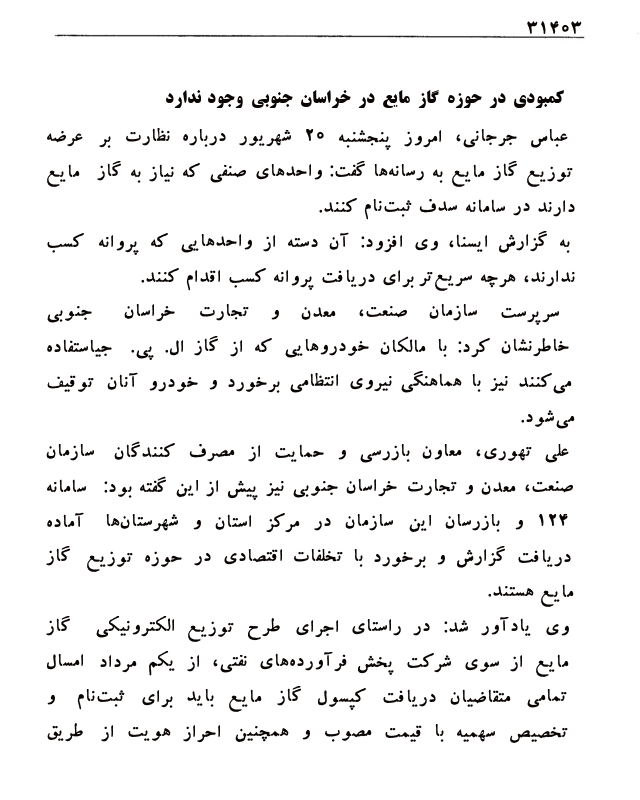 ۳۱۴۰۳
کمبودی در حوزه گاز مایع در خراسان جنوبی وجود ندارد
عباس جرجانی، امروز پنجشنبه ۲۰ شهریور درباره نظارت بر عرضه
توزیع گاز مایع به رسانه‌ها گفت: واحدهای صنفی که نیاز به گاز مایع
دارند در سامانه سدف ثبت‌نام کنند.
به گزارش ایسنا، وی افزود: آن دسته از واحدهایی که پروانه کسب
ندارند، هرچه سریع‌تر برای دریافت پروانه کسب اقدام کنند.
سرپرست سازمان صنعت، معدن و تجارت خراسان جنوبی
خاطرنشان کرد: با مالکان خودروهایی که از گاز ال. پی. جیاستفاده
می‌کنند نیز با هماهنگی نیروی انتظامی برخورد و خودرو آنان توقیف
می‌شود.
علی تهوری، معاون بازرسی و حمایت از مصرف کنندگان سازمان
صنعت، معدن و تجارت خراسان جنوبی نیز پیش از این گفته بود: سامانه
۱۲۴ و بازرسان این سازمان در مرکز استان و شهرستان‌ها آماده
دریافت گزارش و برخورد با تخلفات اقتصادی در حوزه توزیع گاز
مایع هستند.
وی یادآور شد: در راستای اجرای طرح توزیع الکترونیکی گاز
مایع از سوی شرکت پخش فرآورده‌های نفتی، از یکم مرداد امسال
تمامی متقاضیان دریافت کپسول گاز مایع باید برای ثبت‌نام و
تخصیص سهمیه با قیمت مصوب و همچنین احراز هویت از طریق